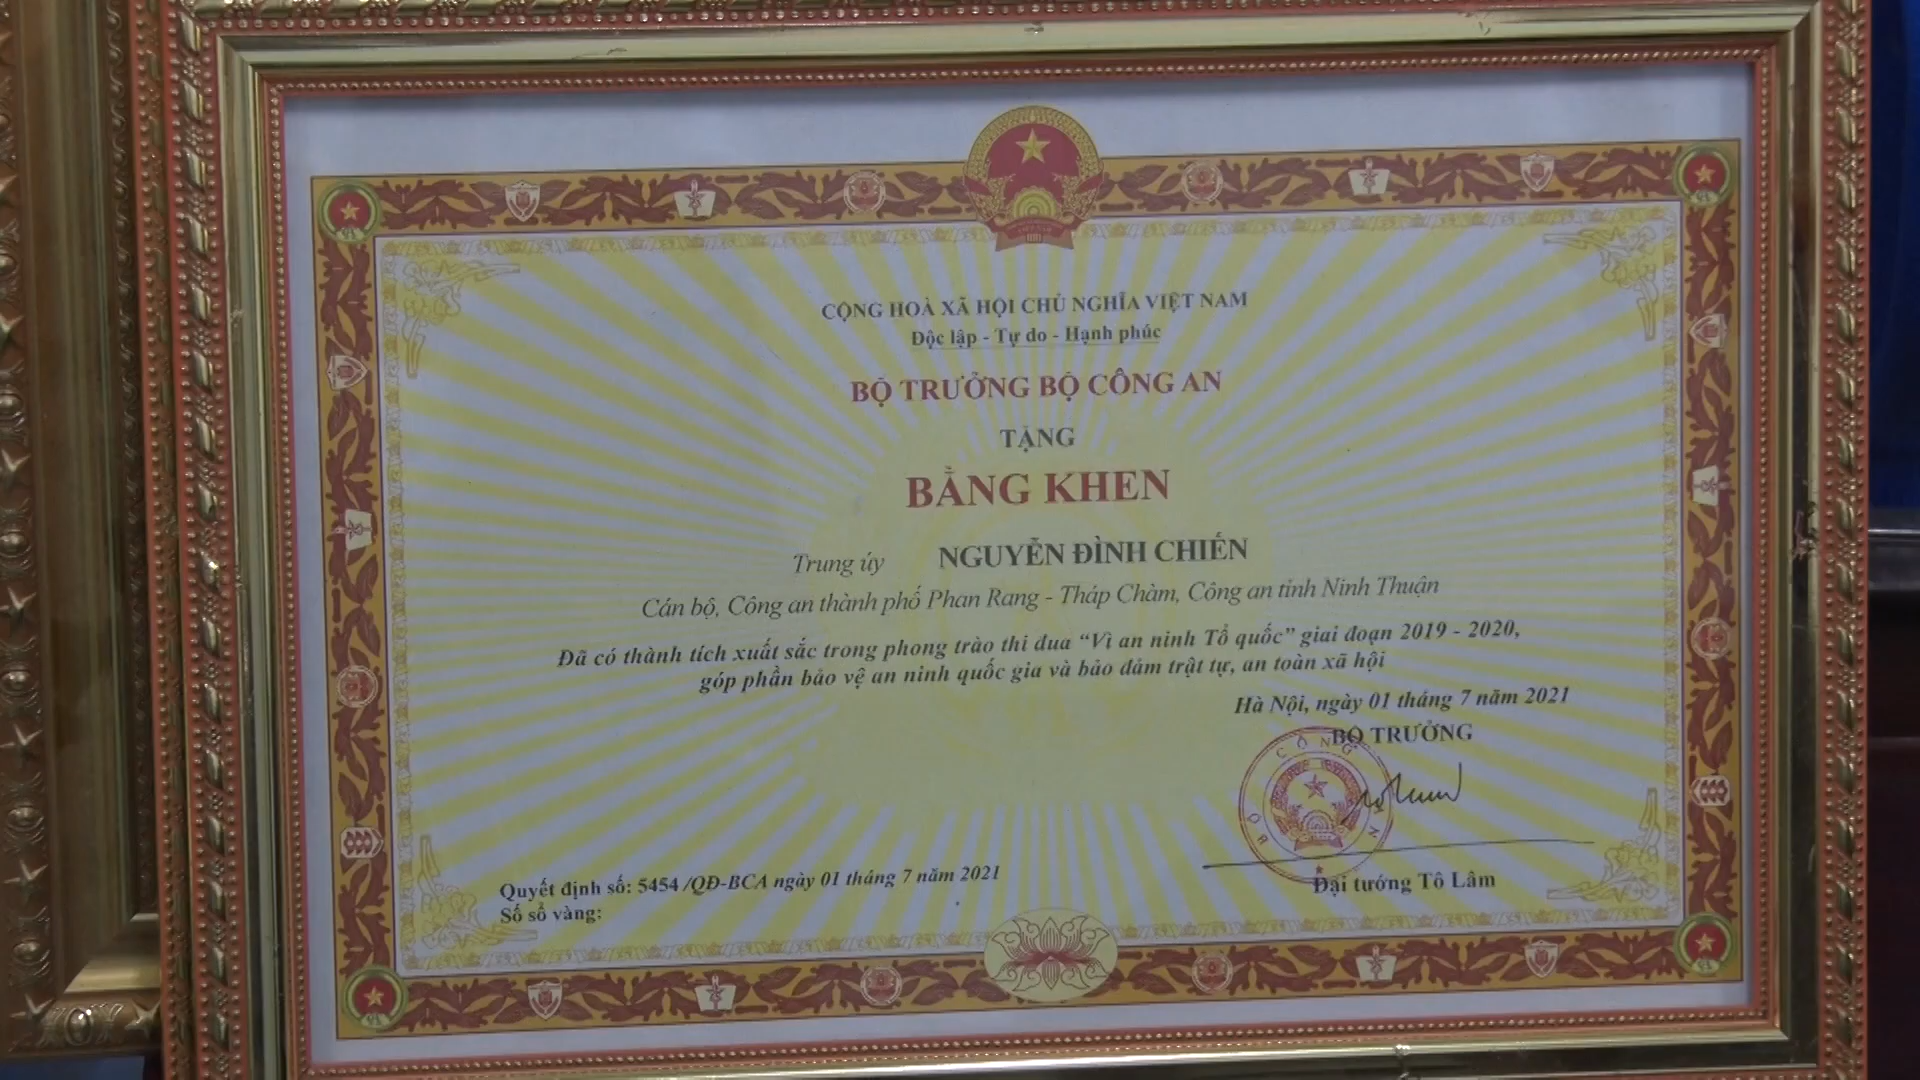 CỘNG HOÀ XÃ HỘI CHỦ NGHĨA VIỆT NAM
Độc lập - Tự do - Hạnh phúc
BỘ TRƯỞNG BỘ CÔNG AN
TẶNG
BẰNG KHEN
Trung úy NGUYỄN ĐÌNH CHIẾN
Cán bộ, Công an thành phố Phan Rang - Tháp Chàm, Công an tỉnh Ninh Thuận
Đã có thành tích xuất sắc trong phong trào thi đua “Vì an ninh Tổ quốc” giai đoạn 2019 - 2020,
góp phần bảo vệ an ninh quốc gia và bảo đảm trật tự, an toàn xã hội
Hà Nội, ngày 01 tháng 7 năm 2021
BỘ TRƯỞNG
BỘ CÔNG AN
Đại tướng Tô Lâm
Quyết định số: 5454 /QĐ-BCA ngày 01 tháng 7 năm 2021
Số sổ vàng: